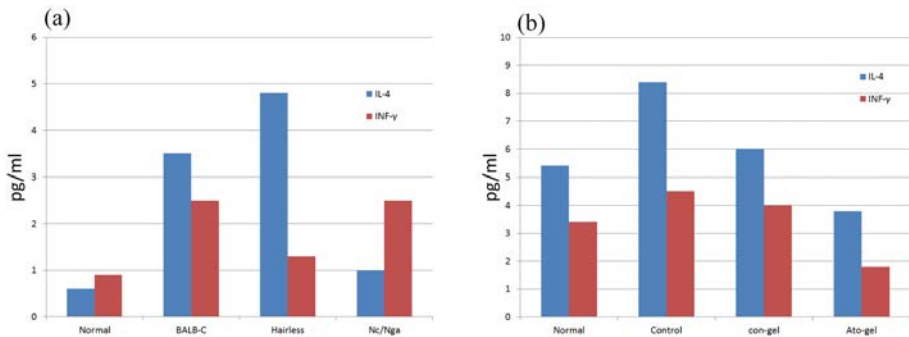 (a)
6
5
4
3
2
1
0
pg/ml
IL-4
INF-γ
Normal BALB-C Hairless Nc/Nga
(b)
10
9
8
7
6
5
4
3
2
1
0
pg/ml
IL-4
INF-γ
Normal Control con-gel Ato-gel